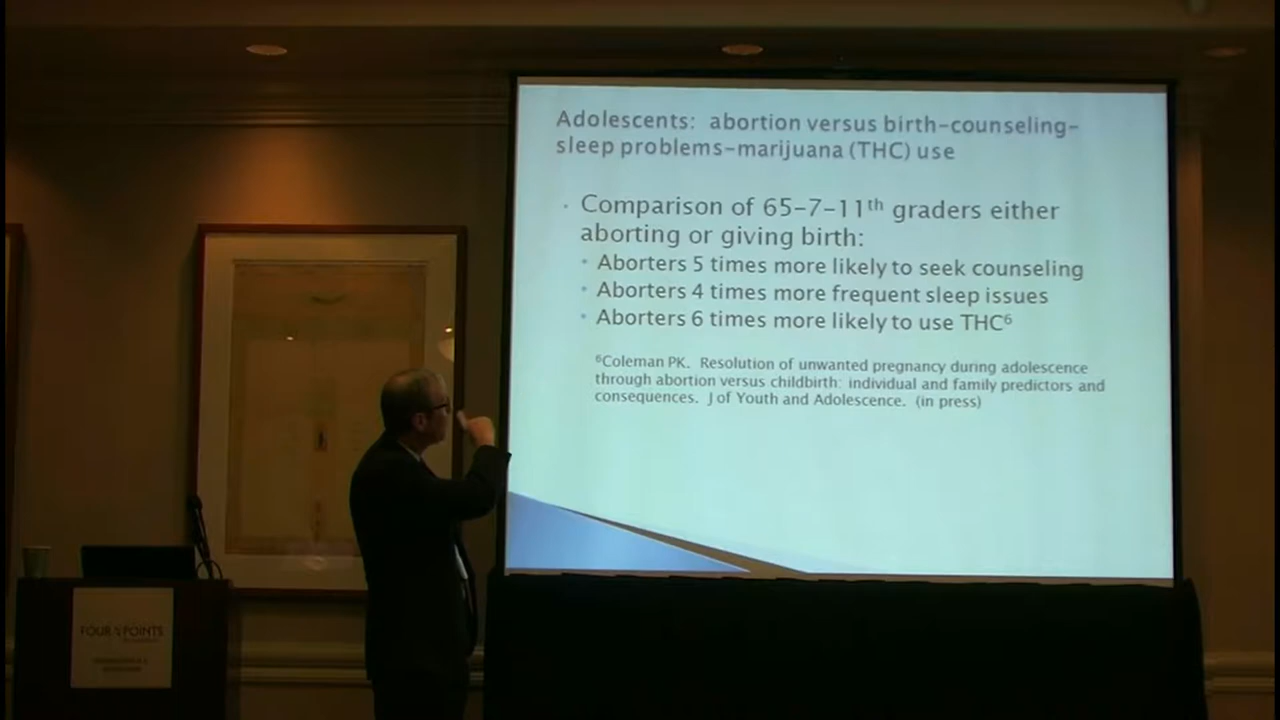 Adolescents: abortion versus birth-counseling-
sleep problems-marijuana (THC) use
Comparison of 65-7-11th graders either
aborting or giving birth:
Aborters 5 times more likely to seek counseling
Aborters 4 times more frequent sleep issues
Aborters 6 times more likely to use THC6
6Coleman PK. Resolution of unwanted pregnancy during adolescence
through abortion versus childbirth: individual and family predictors and
consequences. J of Youth and Adolescence. (in press)
FOUR POINTS